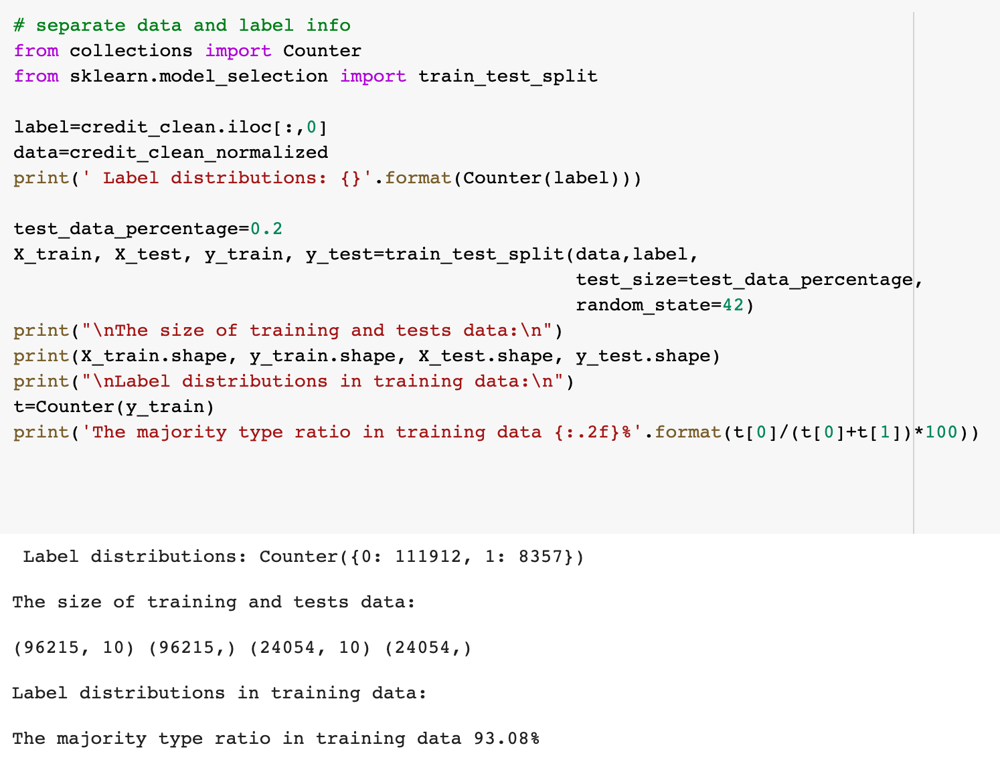 # separate data and label info
from collections import Counter
from sklearn.model_selection import train_test_split
label=credit_clean.iloc[:,0]
data=credit_clean_normalized
print(' Label distributions: {}'.format(Counter(label)))
test_data_percentage=0.2
X_train, X_test, y_train, y_test=train_test_split(data,label,
test_size=test_data_percentage,
random_state=42)
print("\nThe size of training and tests data:\n")
print(X_train.shape, y_train.shape, X_test.shape, y_test.shape)
print("\nLabel distributions in training data:\n")
t=Counter(y_train)
print('The majority type ratio in training data {:.2f}%'.format(t[0]/(t[0]+t[1])*100))
Label distributions: Counter({0: 111912, 1: 8357})
The size of training and tests data:
(96215, 10) (96215,) (24054, 10) (24054,)
Label distributions in training data:
The majority type ratio in training data 93.08%